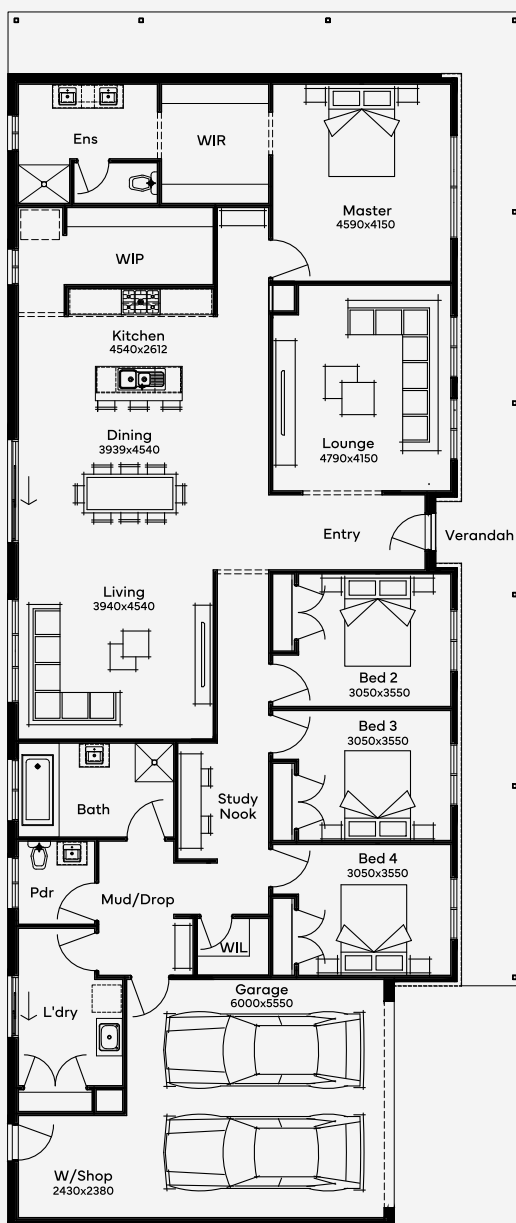 Ens
WIR
Master
4590x4150
WIP
Kitchen
4540x2612
Dining
3939x4540
Lounge
4790x4150
Entry
Verandah
Living
3940x4540
Bed 2
3050x3550
Bed 3
3050x3550
Study
Nook
Bath
Bed 4
3050x3550
Pdr
Mud/Drop
WIL
Garage
6000x5550
L'dry
W/Shop
2430x2380